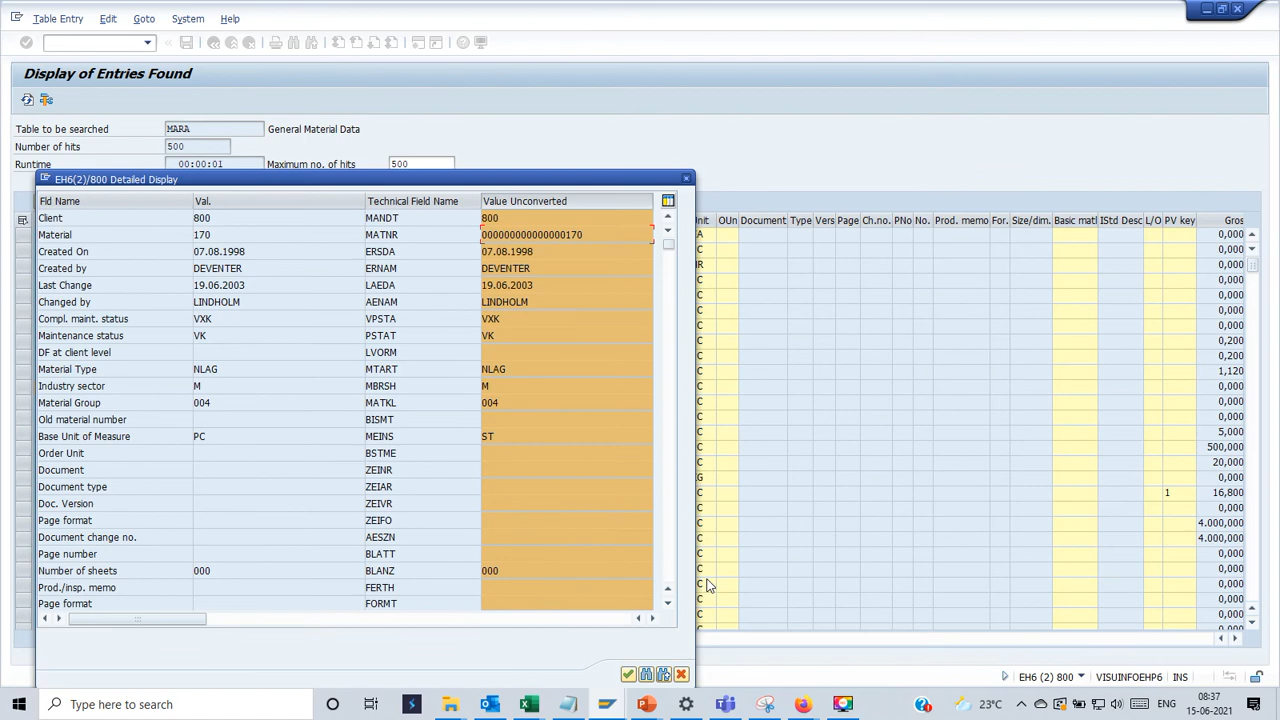 Table Entry Edit Goto System Help
Display of Entries Found
Table to be searched MARA General Material Data
Number of hits 500
Runtime 00:00:01 Maximum no. of hits 500
EH6(2)/800 Detailed Display
Fld Name Val. Technical Field Name Value Unconverted
Client 800 MANDT 800
Material 170 MATNR 000000000000000170
Created On 07.08.1998 ERSDA 07.08.1998
Created by DEVENTER ERNAM DEVENTER
Last Change 19.06.2003 LAEDA 19.06.2003
Changed by LINDHOLM AENAM LINDHOLM
Compl. maint. status VXK VPSTA VXK
Maintenance status VK PSTAT VK
DF at client level LVORM
Material Type NLAG MTART NLAG
Industry sector M MBRSH M
Material Group 004 MATKL 004
Old material number BISMT
Base Unit of Measure PC MEINS ST
Order Unit BSTME
Document ZEINR
Document type ZEIAR
Doc. Version ZEIVR
Page format ZEIFO
Document change no. AESZN
Page number BLATT
Number of sheets 000 BLANZ 000
Prod./insp. memo FERTH
Page format FORMT
OUn Document Type Vers Page Ch.no. PNo No. Prod. memo For. Size/dim. Basic matl IStd Desc L/O PV key Gros
0,000
0,000
0,000
0,000
0,000
0,000
0,000
0,200
0,200
1,120
0,000
0,000
0,000
5,000
500,000
20,000
0,000
1 16,800
0,000
4.000,000
4.000,000
0,000
0,000
0,000
0,000
0,000
EH6 (2) 800 VISUINFOEHP6 INS
Type here to search
23°C
08:37
15-06-2021